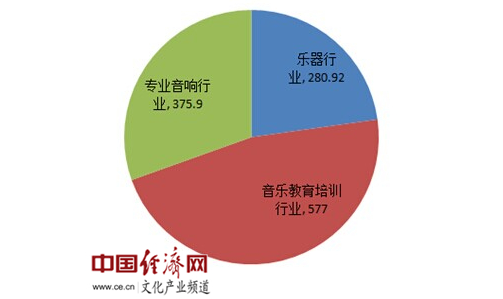 乐器行
业, 280.92
专业音响行
业, 375.9
音乐教育培训
行业, 577
中国经济网
www.ce.cn 文化产业频道